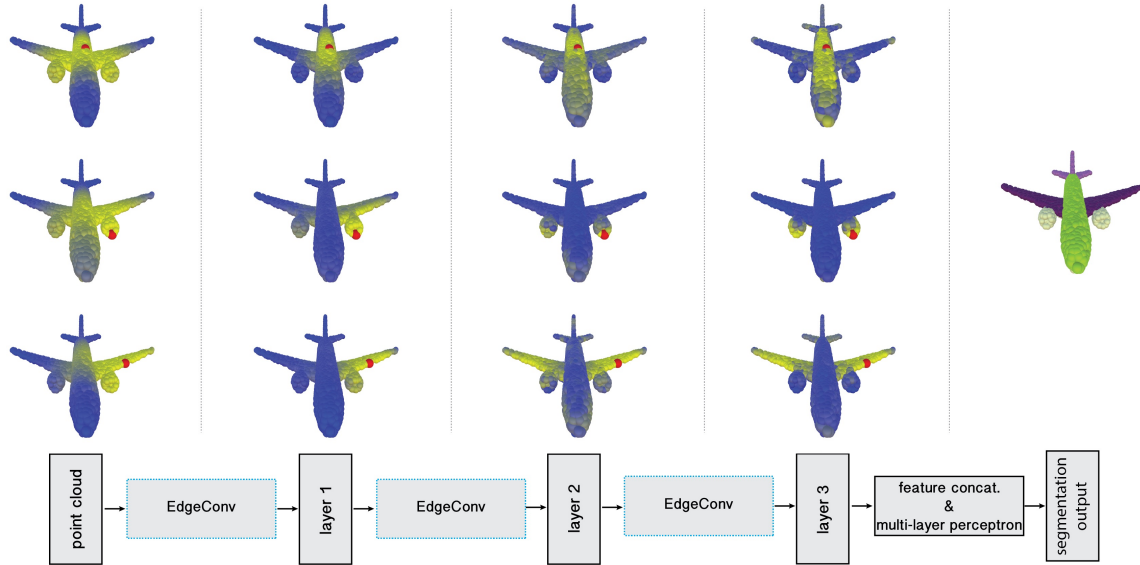 point cloud
EdgeConv
layer 1
EdgeConv
layer 2
EdgeConv
layer 3
feature concat.
&
multi-layer perceptron
segmentation
output